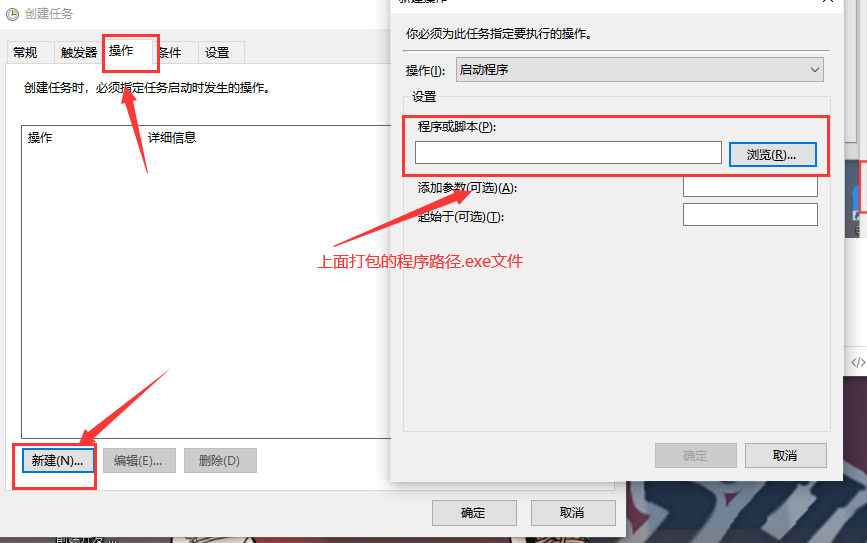 创建任务
常规 触发器 操作 条件 设置
创建任务时，必须指定任务启动时发生的操作。
操作 详细信息
新建(N)... 编辑(E)... 删除(D)
确定 取消
你必须为此任务指定要执行的操作。
操作(I): 启动程序
设置
程序或脚本(P):
浏览(R)...
添加参数(可选)(A):
起始于(可选)(T):
上面打包的程序路径.exe文件
确定 取消